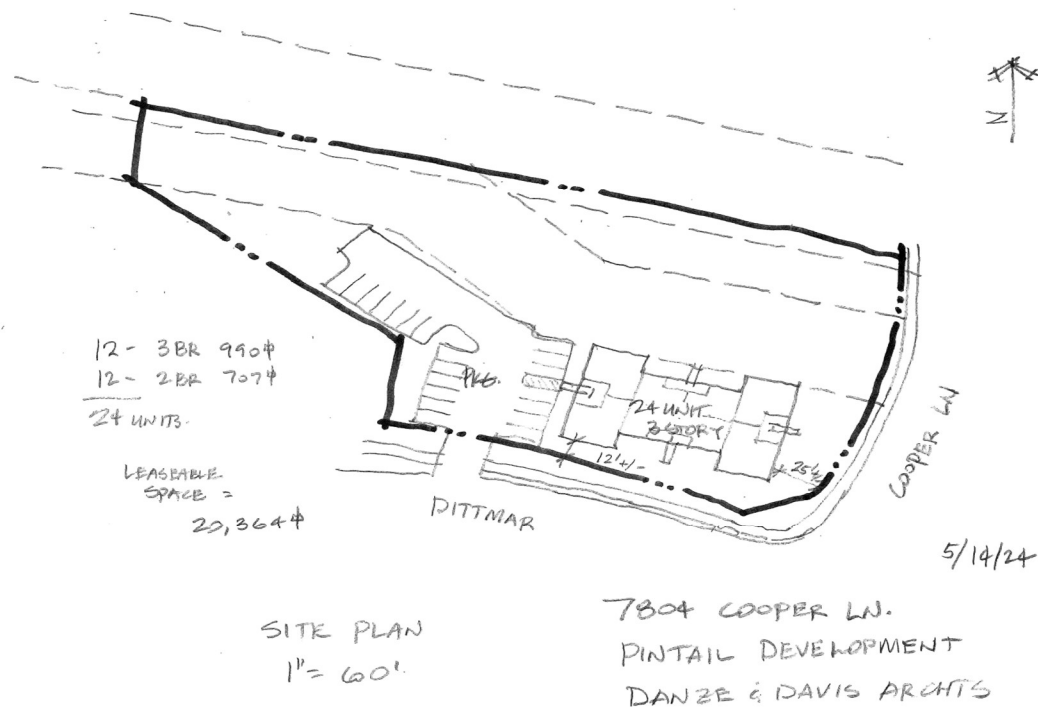 N
12- 3BR 990⌀
12- 2BR 707⌀
24 UNITS.
LEASEABLE
SPACE =
20,364⌀
PKG.
24 UNIT
3 STORY
12'+/-
25'
DITTMAR
COOPER LN
5/14/24
SITE PLAN
1"= 60'
7804 COOPER LN.
PINTAIL DEVELOPMENT
DANZE & DAVIS ARCHTS